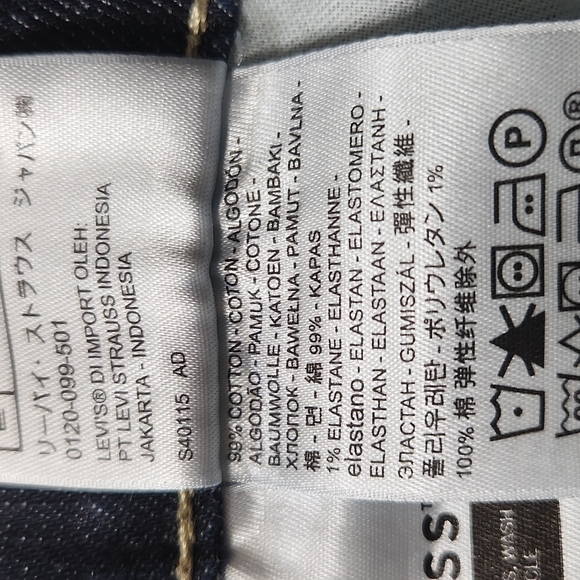 リーバイ・ストラウス ジャパン㈱
0120-099-501
LEVI'S® DI IMPORT OLEH:
PT LEVI STRAUSS INDONESIA
JAKARTA - INDONESIA
S40115 AD
99% COTTON - COTON - ALGODÓN -
ALGODÃO - PAMUK - COTONE -
BAUMWOLLE - KATOEN - BAMBAKI -
ХЛОПОК - BAWEŁNA - PAMUT - BAVLNA -
棉 - 면 - 綿 99% - KAPAS
1% ELASTANE - ELASTHANNE -
elastano - ELASTAN - ELASTOMERO -
ELASTHAN - ELASTAAN - ΕΛΑΣΤΑΝΗ -
ЭЛАСТАН - GUMISZÁL - 彈性纖維 -
폴리우레탄 - ポリウレタン 1%
100% 棉 弹性纤维除外
P
SS
WASH